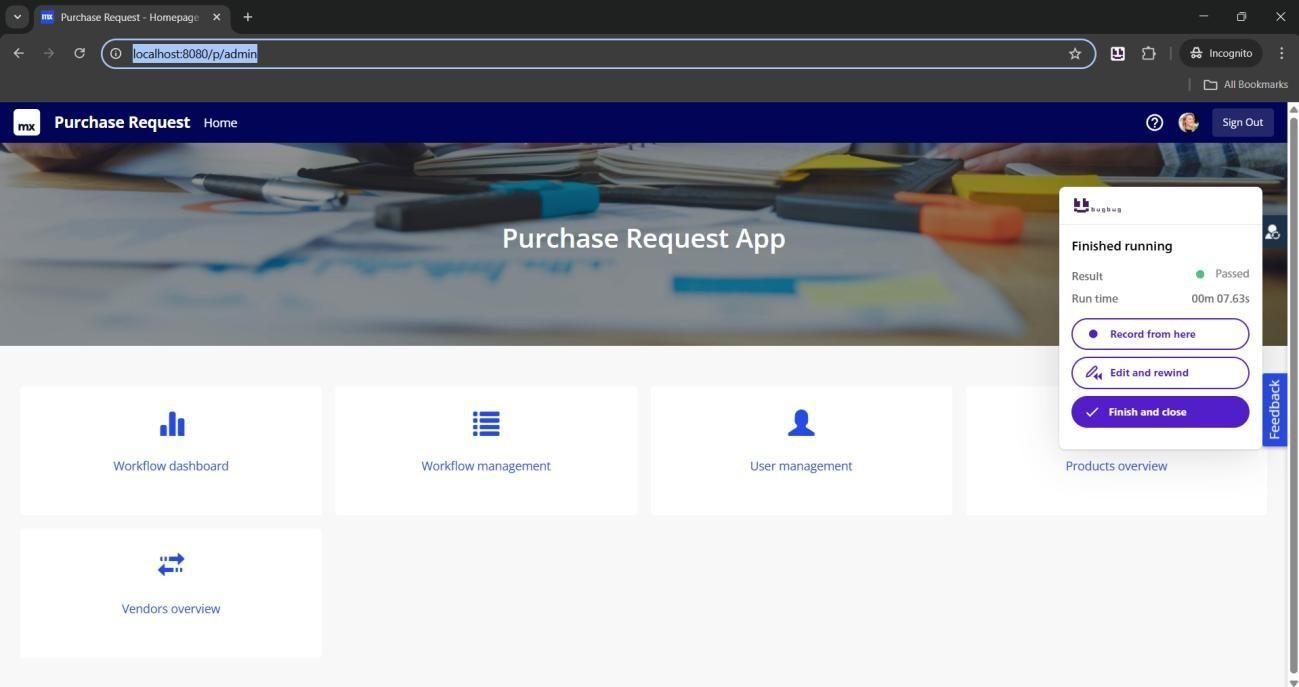 mx Purchase Request - Homepage
localhost:8080/p/admin
Incognito
All Bookmarks
mx Purchase Request Home
Sign Out
Purchase Request App
bugbug
Finished running
Result Passed
Run time 00m 07.63s
Record from here
Edit and rewind
Finish and close
Feedback
Workflow dashboard
Workflow management
User management
Products overview
Vendors overview